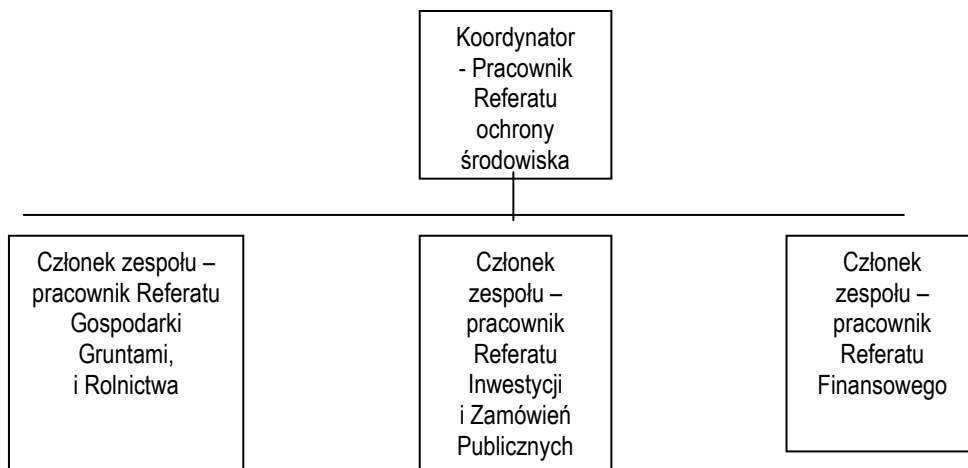 Koordynator
- Pracownik
Referatu
ochrony
środowiska
Członek zespołu –
pracownik Referatu
Gospodarki
Gruntami,
i Rolnictwa
Członek
zespołu –
pracownik
Referatu
Inwestycji
i Zamówień
Publicznych
Członek
zespołu –
pracownik
Referatu
Finansowego